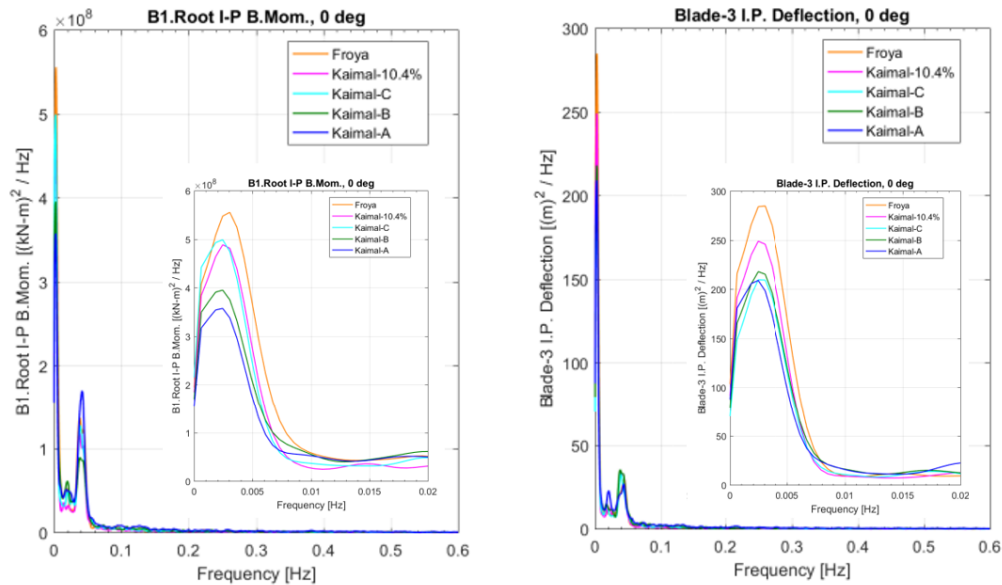 B1.Root I-P B.Mom., 0 deg
×10⁸
6
5
4
3
2
1
0
B1.Root I-P B.Mom. [(kN-m)² / Hz]
Froya
Kaimal-10.4%
Kaimal-C
Kaimal-B
Kaimal-A
B1.Root I-P B.Mom., 0 deg
×10⁸
6
5
4
3
2
1
0
B1.Root I-P B.Mom. [(kN-m)² / Hz]
Froya
Kaimal-10.4%
Kaimal-C
Kaimal-B
Kaimal-A
0 0.005 0.01 0.015 0.02
Frequency [Hz]
0 0.1 0.2 0.3 0.4 0.5 0.6
Frequency [Hz]
Blade-3 I.P. Deflection, 0 deg
300
250
200
150
100
50
0
Blade-3 I.P. Deflection [(m)² / Hz]
Froya
Kaimal-10.4%
Kaimal-C
Kaimal-B
Kaimal-A
Blade-3 I.P. Deflection, 0 deg
300
250
200
150
100
50
0
Blade-3 I.P. Deflection [(m)² / Hz]
Froya
Kaimal-10.4%
Kaimal-C
Kaimal-B
Kaimal-A
0 0.005 0.01 0.015 0.02
Frequency [Hz]
0 0.1 0.2 0.3 0.4 0.5 0.6
Frequency [Hz]